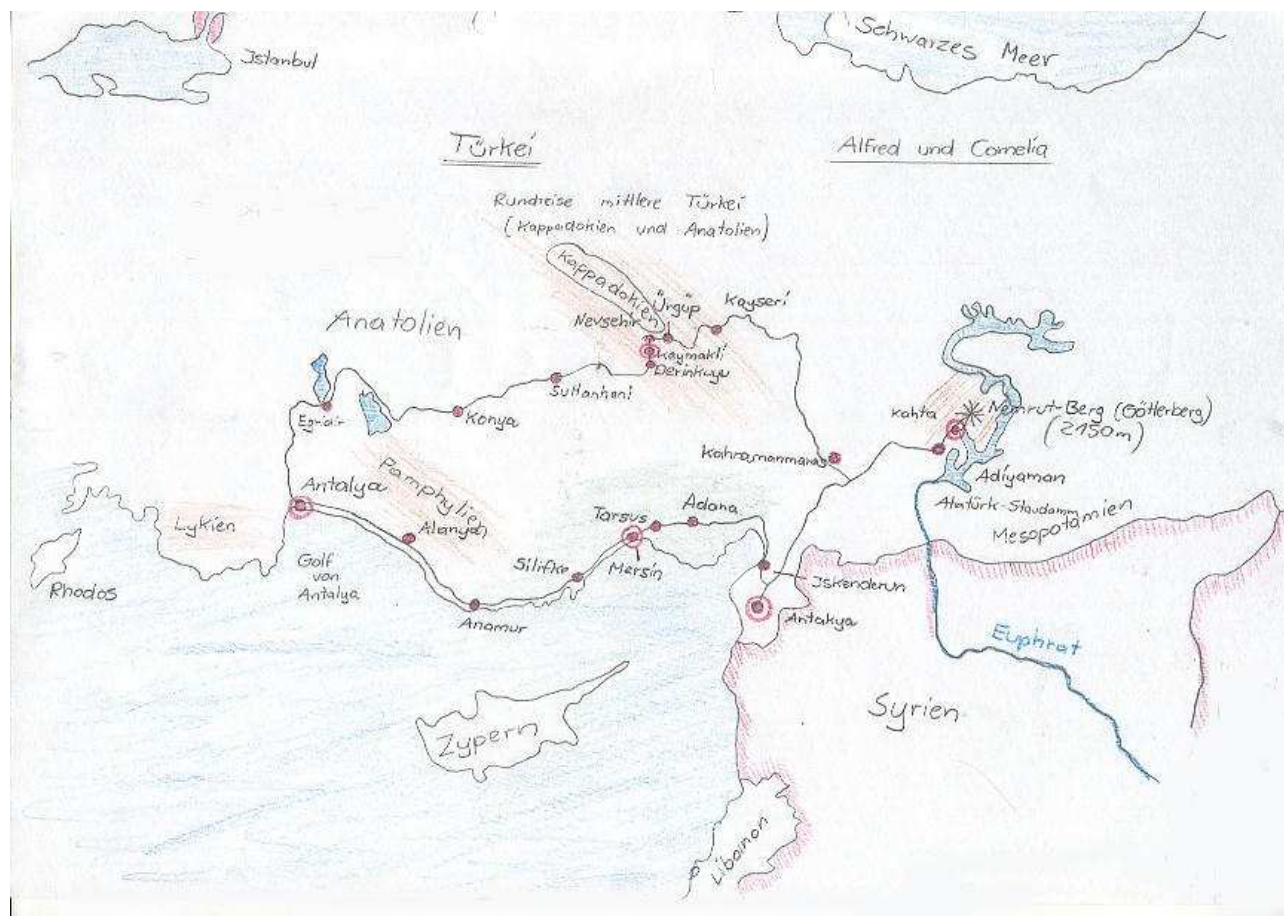 Schwarzes Meer
Istanbul
Türkei
Alfred und Cornelia
Rundreise mittlere Türkei
(Kappadokien und Anatolien)
Kappadokien
Ürgüp
Kayseri
Nevsehir
Anatolien
Kaymakli
Derinkuyu
Sultanhani
Egridir
Konya
Kahta
Nemrut-Berg (Götterberg)
(2150m)
Kahramanmaras
Pamphylien
Adiyaman
Antalya
Atatürk-Staudamm
Mesopotamien
Lykien
Alanya
Tarsus
Adana
Golf
von
Antalya
Silifke
Mersin
Iskenderun
Rhodos
Anamur
Antakya
Euphrat
Zypern
Syrien
Libanon